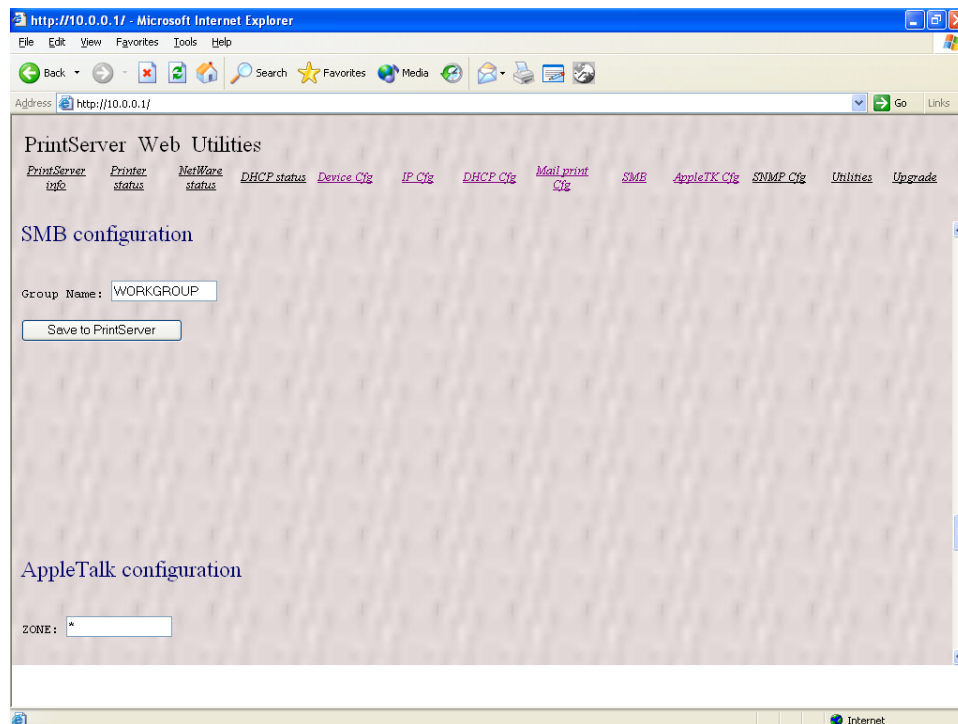 http://10.0.0.1/ - Microsoft Internet Explorer
File Edit View Favorites Tools Help
Back Search Favorites Media
Address http://10.0.0.1/ Go Links
PrintServer Web Utilities
PrintServer info Printer status NetWare status DHCP status Device Cfg IP Cfg DHCP Cfg Mail print Cfg SMB AppleTK Cfg SNMP Cfg Utilities Upgrade
SMB configuration
Group Name: WORKGROUP
Save to PrintServer
AppleTalk configuration
ZONE: *
Internet